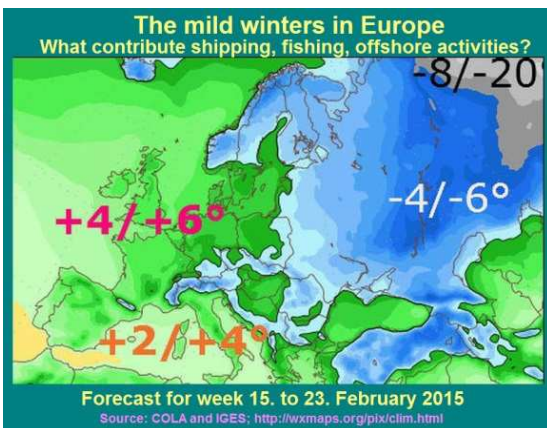 The mild winters in Europe
What contribute shipping, fishing, offshore activities?
-8/-20°
-4/-6°
+4/+6°
+2/+4°
Forecast for week 15. to 23. February 2015
Source: COLA and IGES; http://wxmaps.org/pix/clim.html